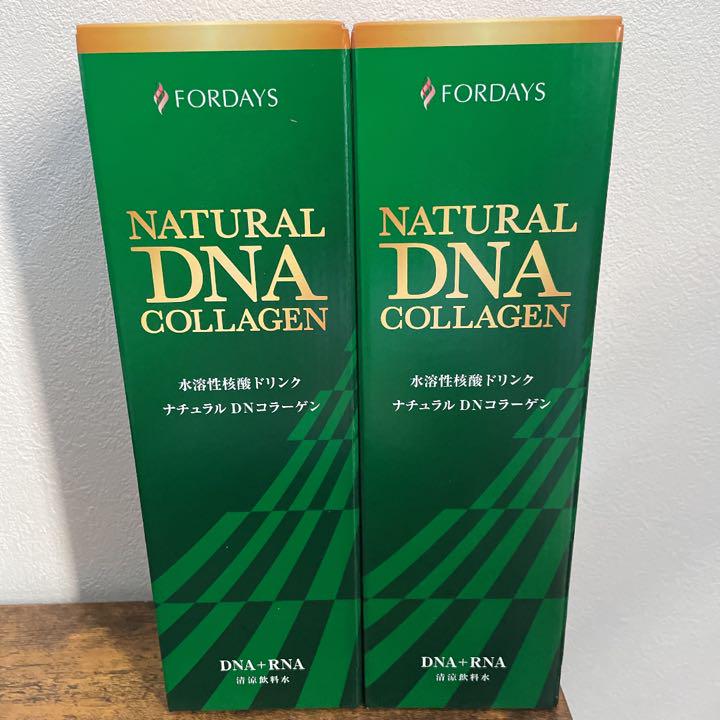 FORDAYS
NATURAL
DNA
COLLAGEN
水溶性核酸ドリンク
ナチュラル DNコラーゲン
DNA+RNA
清涼飲料水
FORDAYS
NATURAL
DNA
COLLAGEN
水溶性核酸ドリンク
ナチュラル DNコラーゲン
DNA+RNA
清涼飲料水